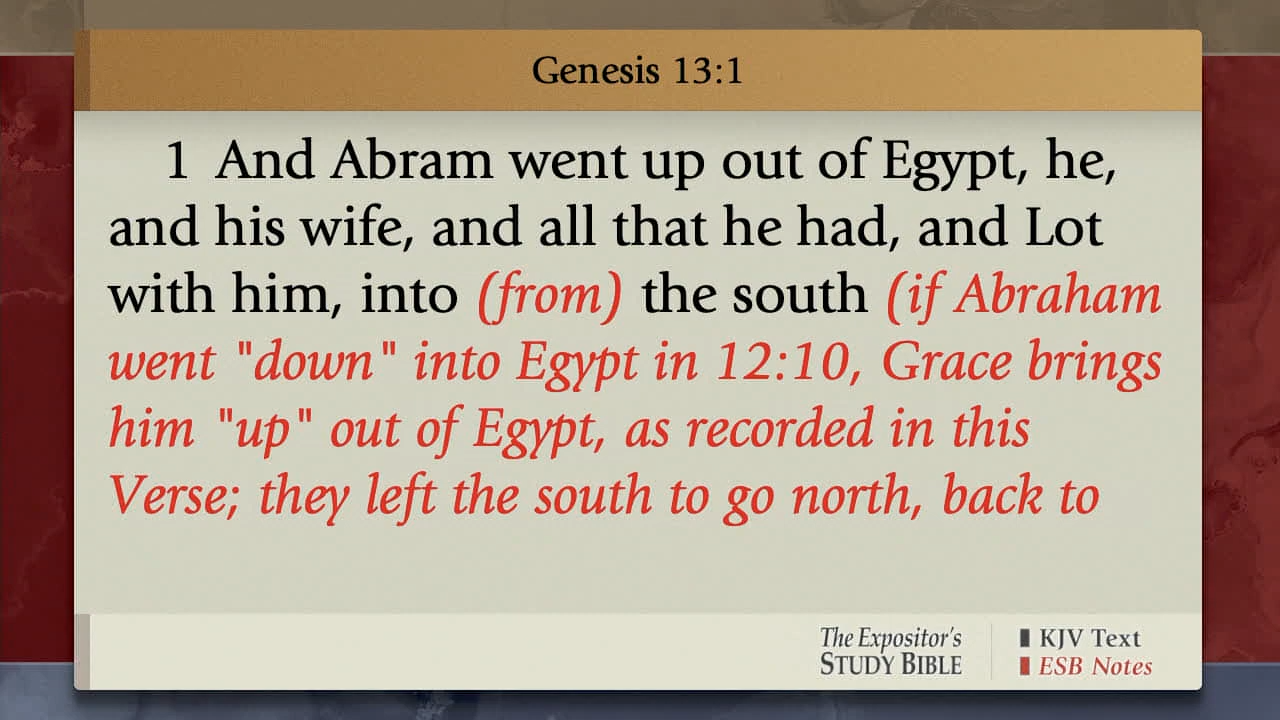 Genesis 13:1
1 And Abram went up out of Egypt, he,
and his wife, and all that he had, and Lot
with him, into (from) the south (if Abraham
went "down" into Egypt in 12:10, Grace brings
him "up" out of Egypt, as recorded in this
Verse; they left the south to go north, back to
The Expositor's
STUDY BIBLE
KJV Text
ESB Notes